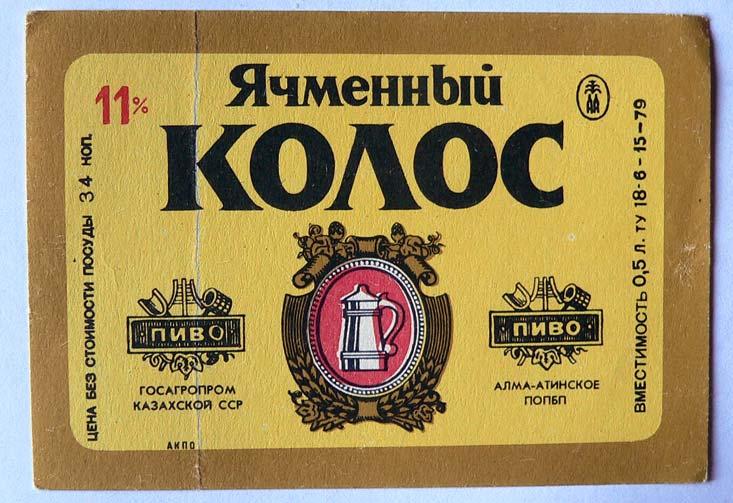 11%
Ячменный
КОЛОС
ЦЕНА БЕЗ СТОИМОСТИ ПОСУДЫ 34 КОП.
ПИВО
ГОСАГРОПРОМ
КАЗАХСКОЙ ССР
АКПО
ПИВО
АЛМА-АТИНСКОЕ
ПОПБП
ВМЕСТИМОСТЬ 0,5 Л. ТУ 18-6-15-79